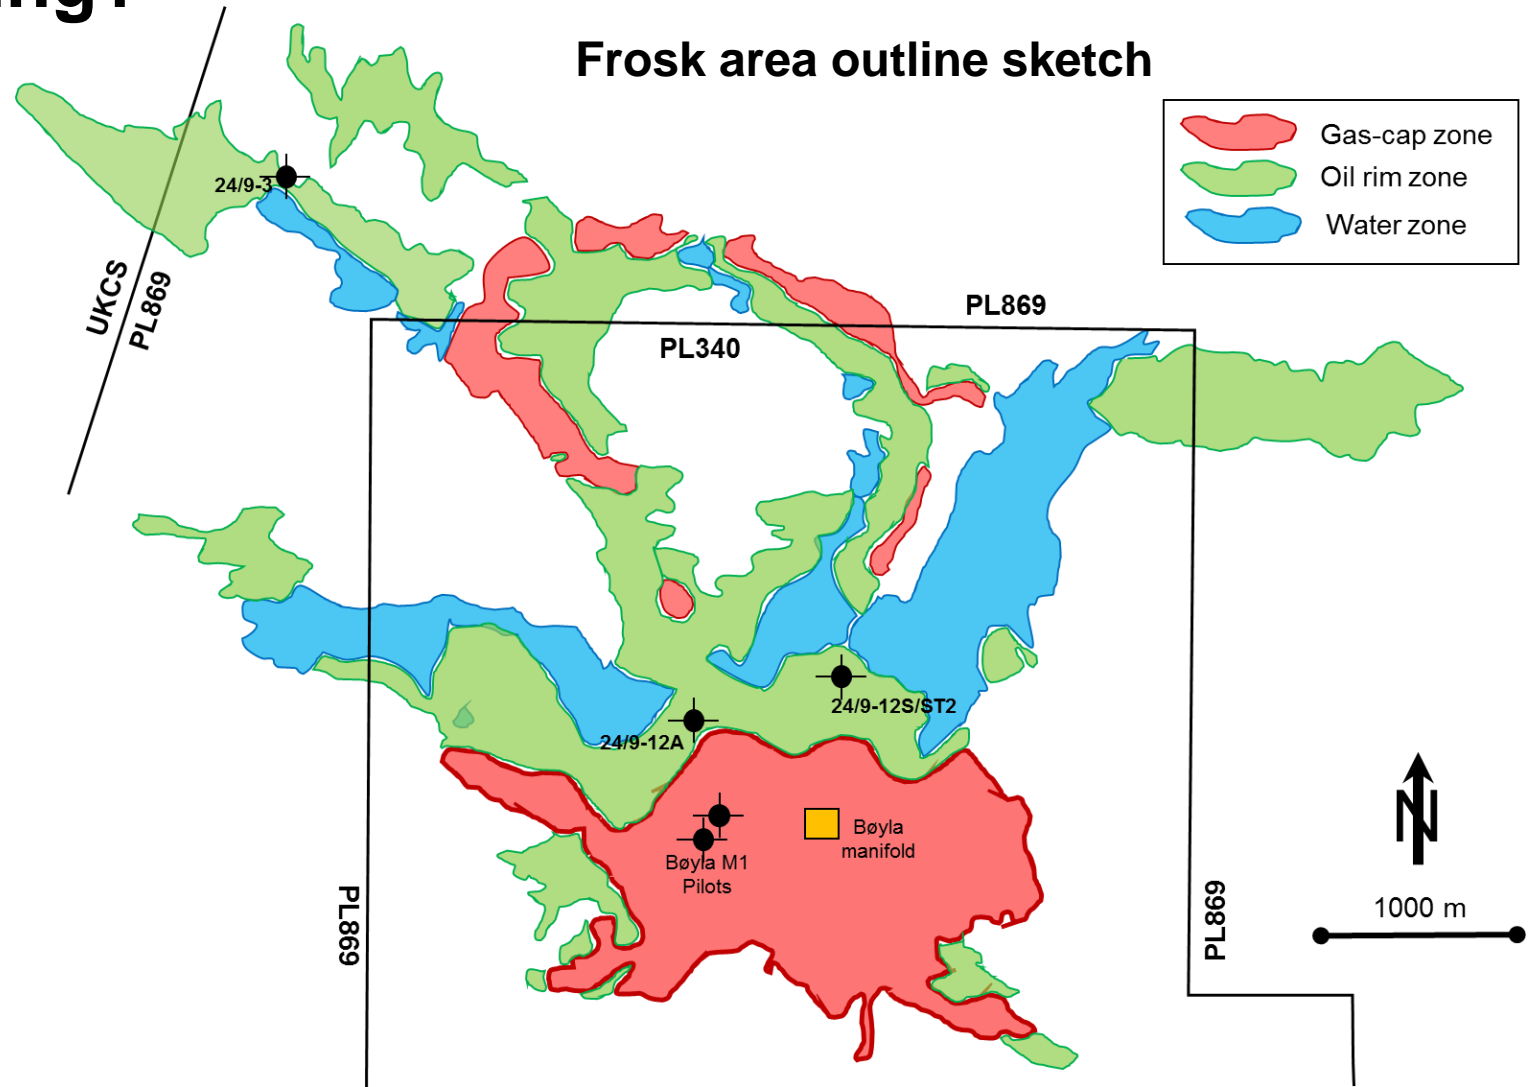 Frosk area outline sketch
Gas-cap zone
Oil rim zone
Water zone
24/9-3
UKCS
PL869
PL869
PL340
24/9-12S/ST2
24/9-12A
Bøyla
manifold
Bøyla M1
Pilots
PL869
PL869
N
1000 m